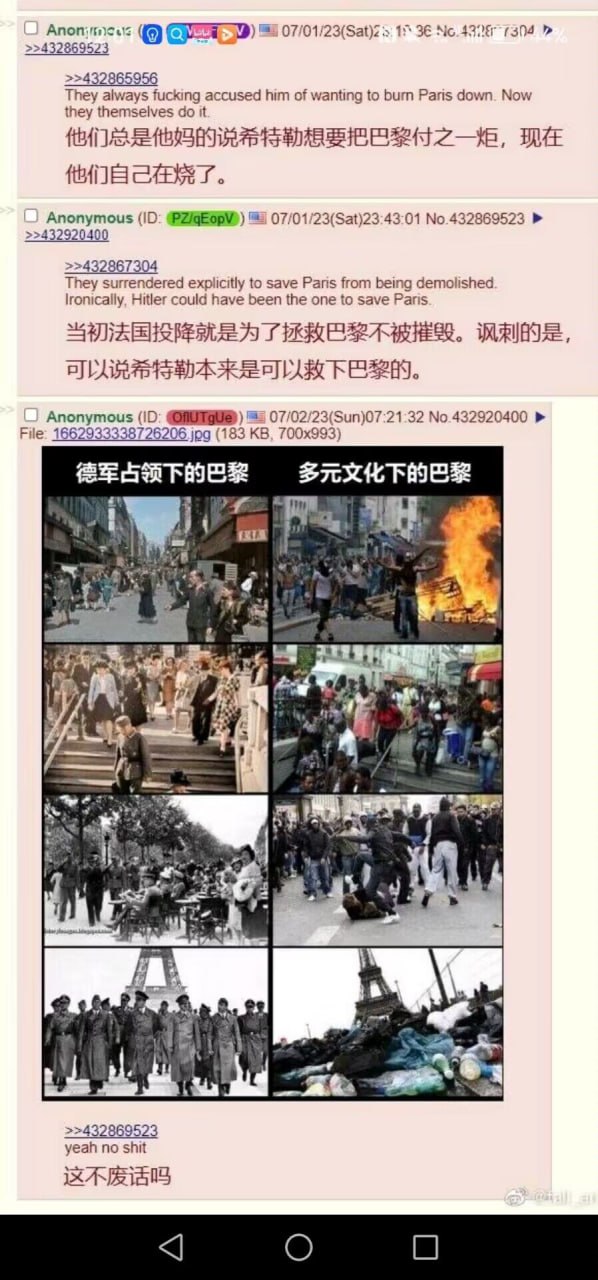 Anonymous (ID: ) 07/01/23(Sat)23:19:36 No.432867304 ▶
>>432869523
>>432865956
They always fucking accused him of wanting to burn Paris down. Now
they themselves do it.
他们总是他妈的说希特勒想要把巴黎付之一炬，现在
他们自己在烧了。
Anonymous (ID: PZ/qEopV) 07/01/23(Sat)23:43:01 No.432869523 ▶
>>432920400
>>432867304
They surrendered explicitly to save Paris from being demolished.
Ironically, Hitler could have been the one to save Paris.
当初法国投降就是为了拯救巴黎不被摧毁。讽刺的是，
可以说希特勒本来是可以救下巴黎的。
Anonymous (ID: OflUTgUe) 07/02/23(Sun)07:21:32 No.432920400 ▶
File: 1662933338726206.jpg (183 KB, 700x993)
德军占领下的巴黎 多元文化下的巴黎
>>432869523
yeah no shit
这不废话吗